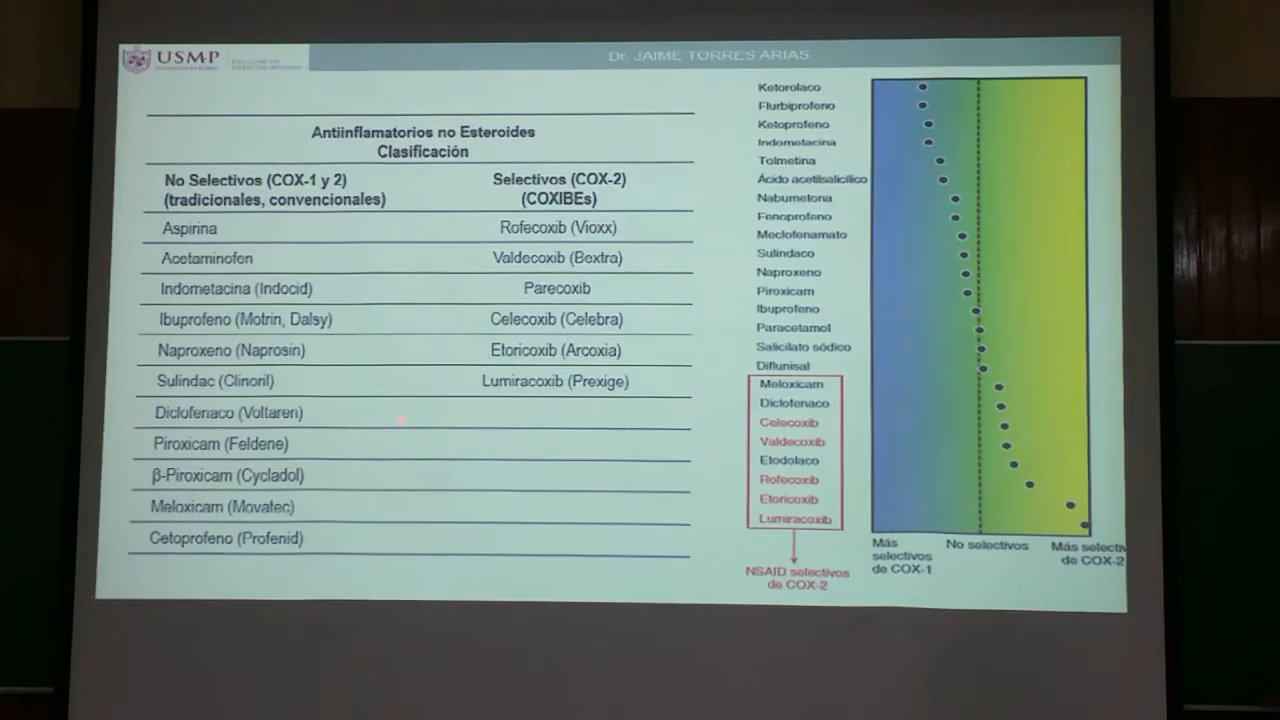 USMP
Dr. JAIME TORRES ARIAS
Antiinflamatorios no Esteroides
Clasificación
No Selectivos (COX-1 y 2)
(tradicionales, convencionales)
Selectivos (COX-2)
(COXIBEs)
Aspirina
Rofecoxib (Vioxx)
Acetaminofen
Valdecoxib (Bextra)
Indometacina (Indocid)
Parecoxib
Ibuprofeno (Motrin, Dalsy)
Celecoxib (Celebra)
Naproxeno (Naprosin)
Etoricoxib (Arcoxia)
Sulindac (Clinoril)
Lumiracoxib (Prexige)
Diclofenaco (Voltaren)
Piroxicam (Feldene)
β-Piroxicam (Cycladol)
Meloxicam (Movatec)
Cetoprofeno (Profenid)
Ketorolaco
Flurbiprofeno
Ketoprofeno
Indometacina
Tolmetina
Ácido acetilsalicílico
Nabumetona
Fenoprofeno
Meclofenamato
Sulindaco
Naproxeno
Piroxicam
Ibuprofeno
Paracetamol
Salicilato sódico
Diflunisal
Meloxicam
Diclofenaco
Celecoxib
Valdecoxib
Etodolaco
Rofecoxib
Etoricoxib
Lumiracoxib
NSAID selectivos
de COX-2
Más
selectivos
de COX-1
No selectivos
Más selectiv
de COX-2